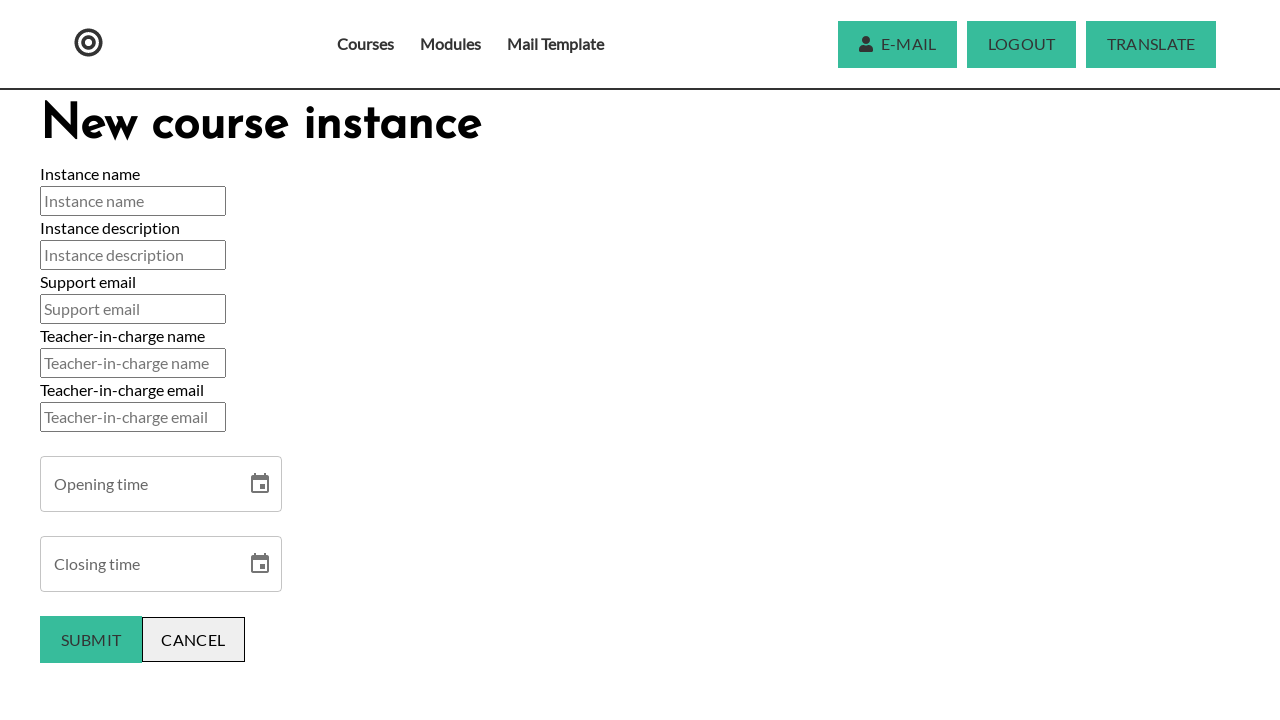 Courses Modules Mail Template E-MAIL LOGOUT TRANSLATE
New course instance
Instance name
Instance name
Instance description
Instance description
Support email
Support email
Teacher-in-charge name
Teacher-in-charge name
Teacher-in-charge email
Teacher-in-charge email
Opening time
Closing time
SUBMIT CANCEL